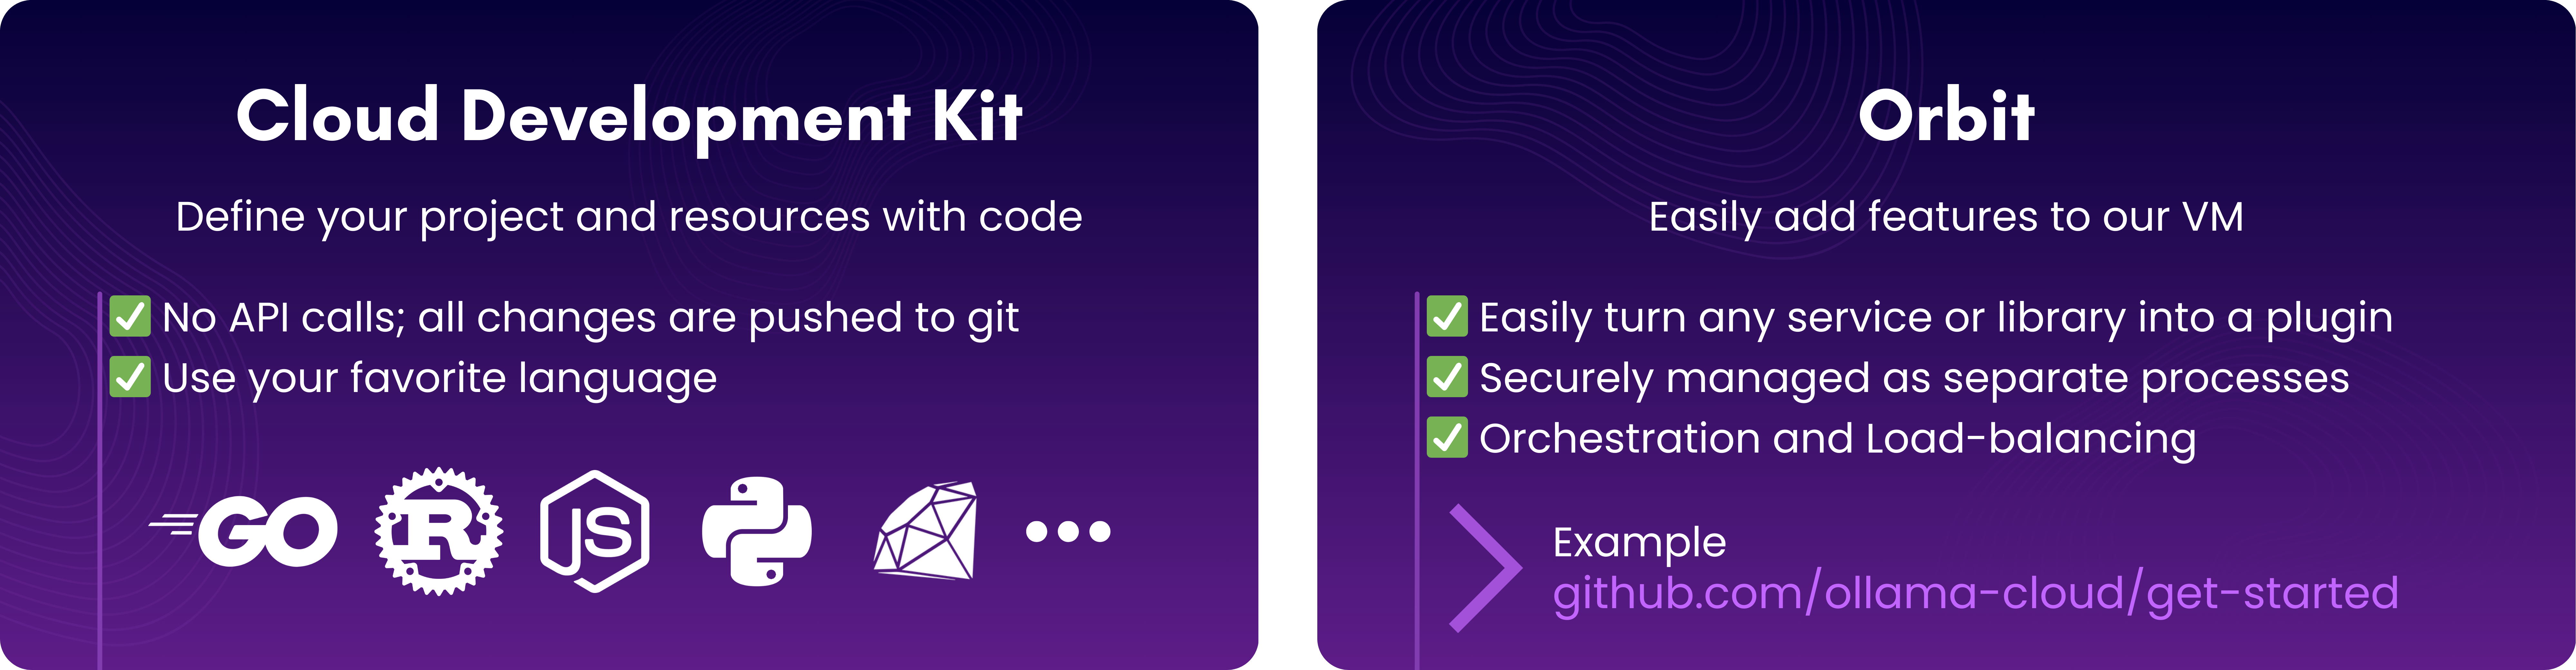 Cloud Development Kit
Define your project and resources with code
No API calls; all changes are pushed to git
Use your favorite language
GO
R
JS
Orbit
Easily add features to our VM
Easily turn any service or library into a plugin
Securely managed as separate processes
Orchestration and Load-balancing
Example
github.com/ollama-cloud/get-started